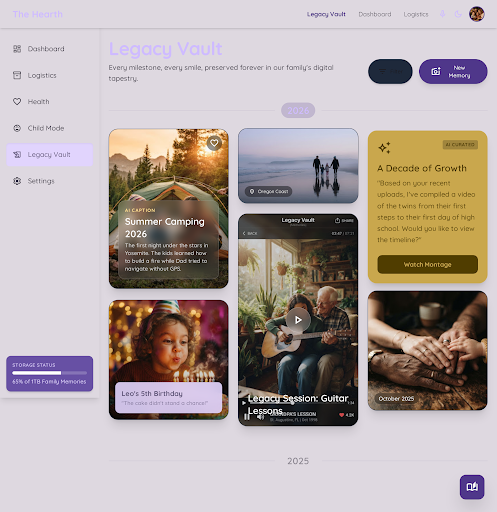 The Hearth
Legacy Vault
Dashboard
Logistics
Dashboard
Logistics
Health
Child Mode
Legacy Vault
Settings
STORAGE STATUS
65% of 1TB Family Memories
Legacy Vault
Every milestone, every smile, preserved forever in our family's digital
tapestry.
New
Memory
2026
AI CAPTION
Summer Camping
2026
The first night under the stars in
Yosemite. The kids learned how
to build a fire while Dad tried to
navigate without GPS.
Oregon Coast
AI CURATED
A Decade of Growth
"Based on your recent
uploads, I've compiled a video
of the twins from their first
steps to their first day of high
school. Would you like to view
the timeline?"
Watch Montage
Legacy Vault
SHARE
BACK
Legacy Session: Guitar
Lessons
Leo's 5th Birthday
"The cake didn't stand a chance!"
October 2025
2025